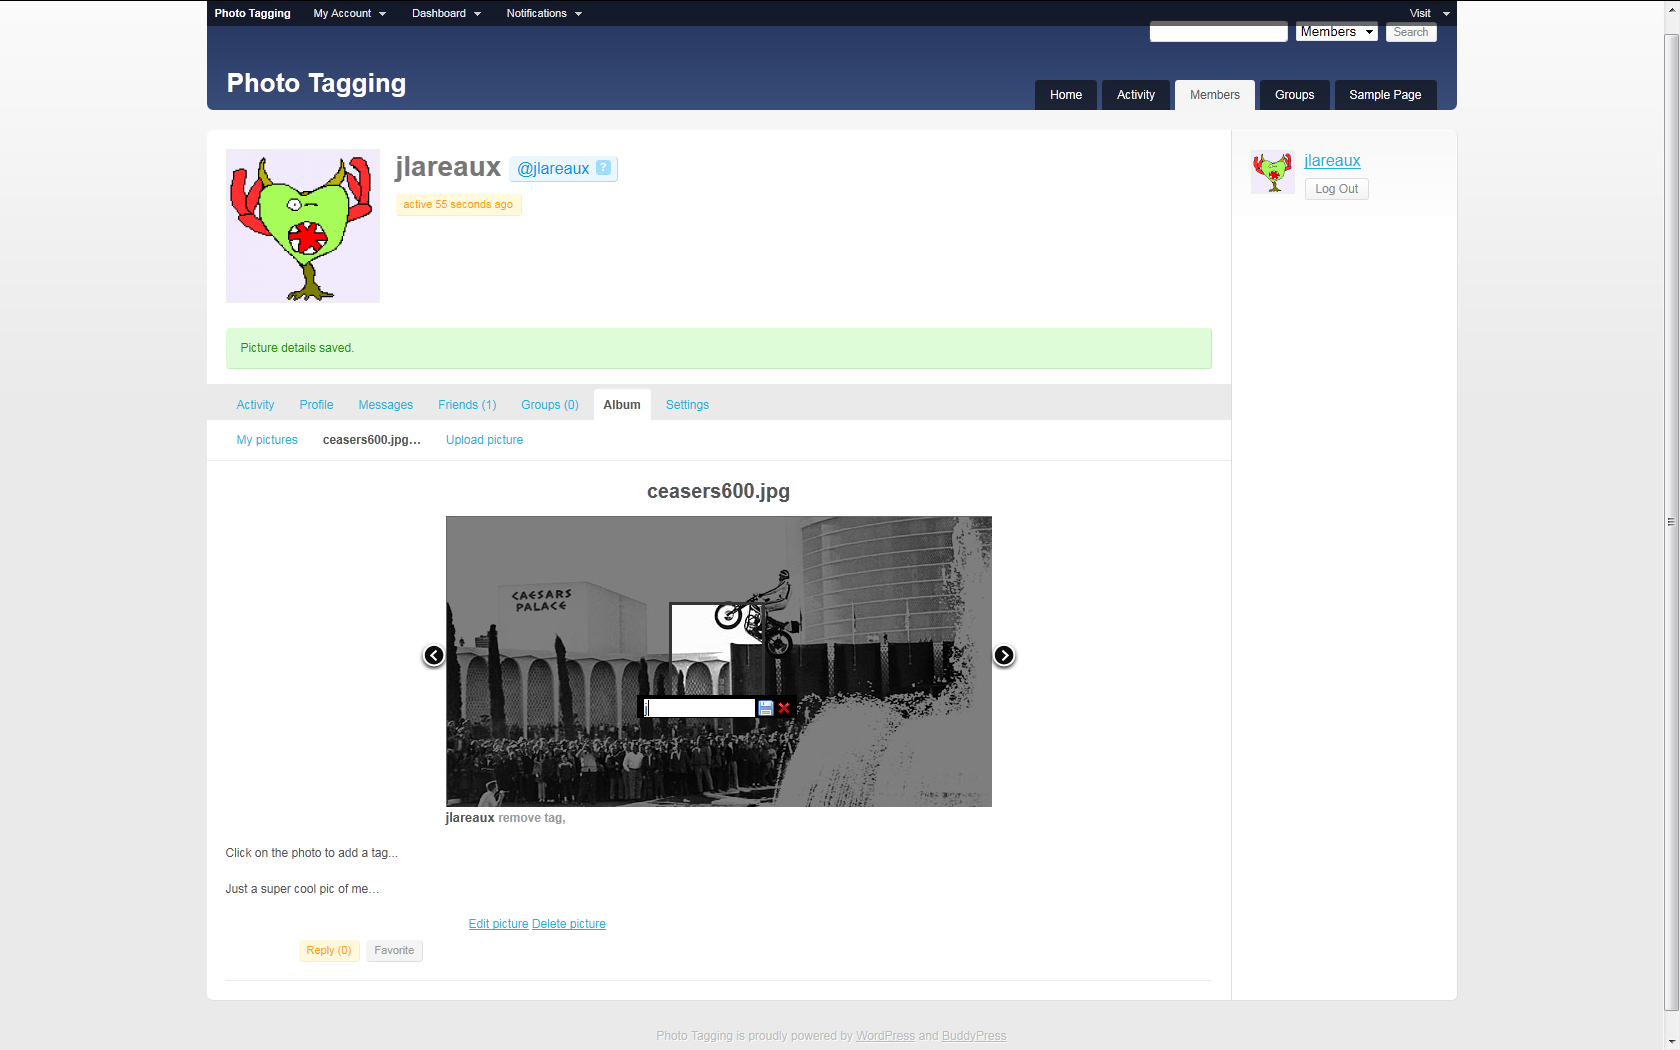 Photo Tagging My Account Dashboard Notifications Visit
Members Search
Photo Tagging
Home Activity Members Groups Sample Page
jlareaux @jlareaux ?
active 55 seconds ago
jlareaux
Log Out
Picture details saved.
Activity Profile Messages Friends (1) Groups (0) Album Settings
My pictures ceasers600.jpg… Upload picture
ceasers600.jpg
CAESARS
PALACE
j
jlareaux remove tag,
Click on the photo to add a tag...
Just a super cool pic of me…
Edit picture Delete picture
Reply (0) Favorite
Photo Tagging is proudly powered by WordPress and BuddyPress